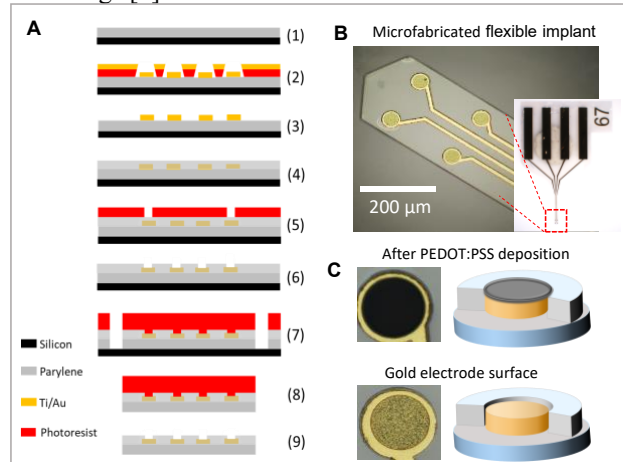 A
(1)
(2)
(3)
(4)
(5)
(6)
(7)
(8)
(9)
Silicon
Parylene
Ti/Au
Photoresist
B
Microfabricated flexible implant
67
200 µm
C
After PEDOT:PSS deposition
Gold electrode surface